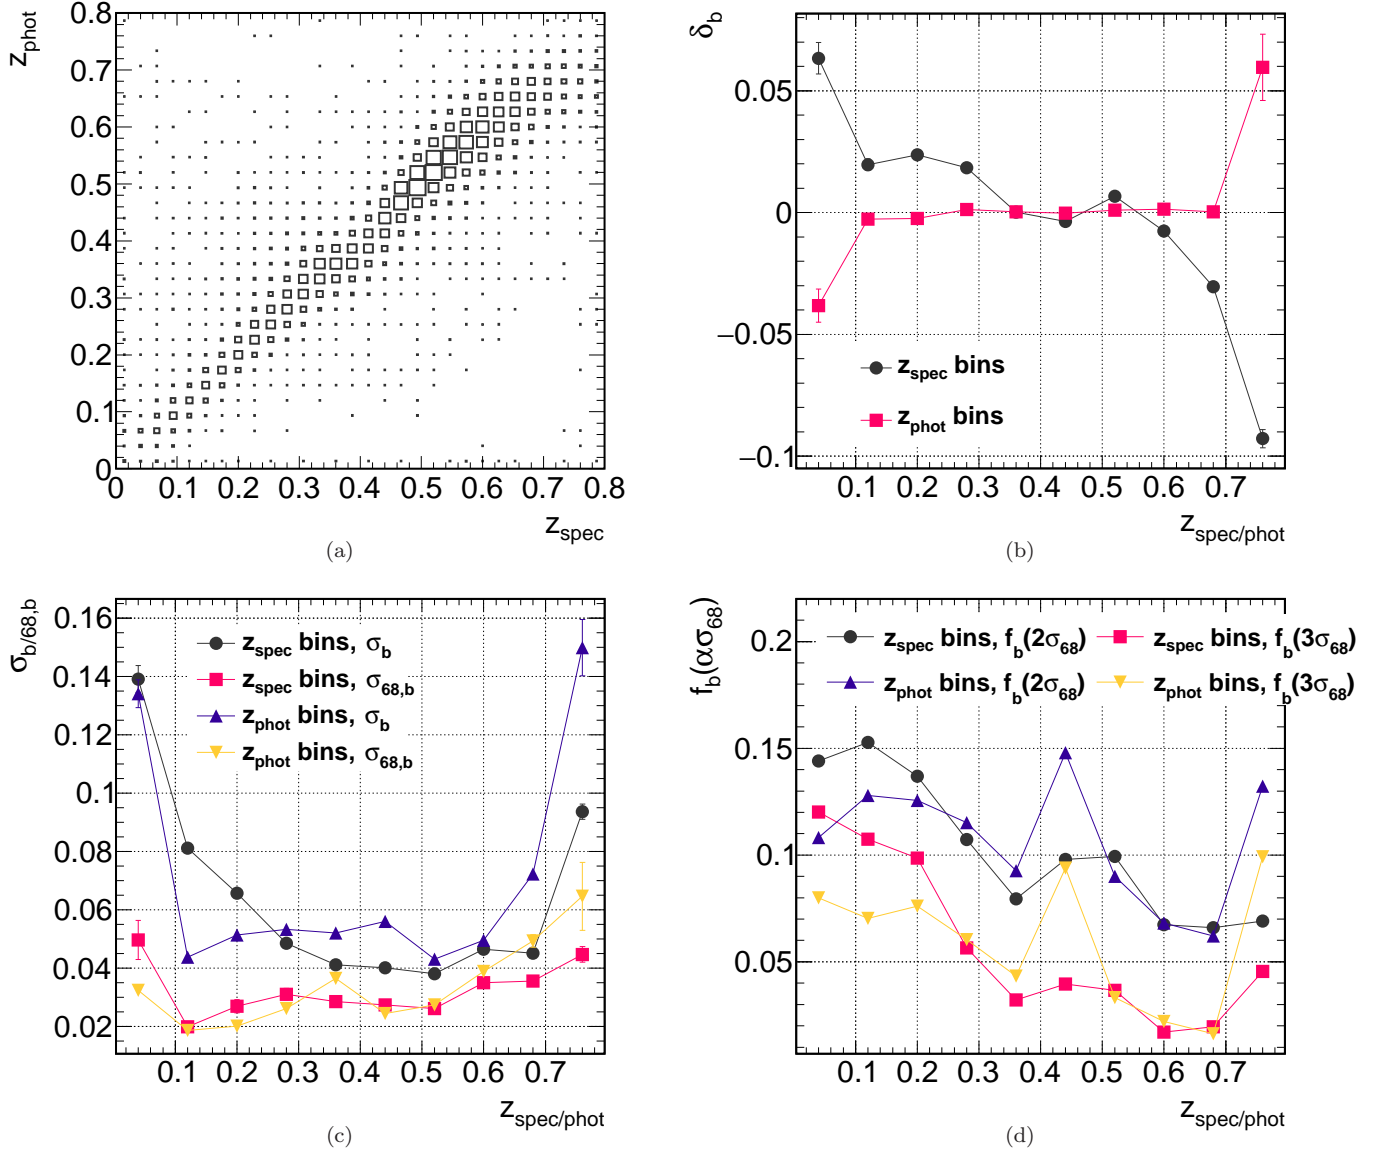 z_phot
0.7
0.6
0.5
0.4
0.3
0.2
0.1
0
0 0.1 0.2 0.3 0.4 0.5 0.6 0.7 0.8
z_spec
(a)
δ_b
0.05
0
−0.05
−0.1
z_spec bins
z_phot bins
0.1 0.2 0.3 0.4 0.5 0.6 0.7
z_spec/phot
(b)
σ_b/68,b
0.16
0.14
0.12
0.1
0.08
0.06
0.04
0.02
z_spec bins, σ_b
z_spec bins, σ_68,b
z_phot bins, σ_b
z_phot bins, σ_68,b
0.1 0.2 0.3 0.4 0.5 0.6 0.7
z_spec/phot
(c)
f_b(ασ_68)
0.2
0.15
0.1
0.05
z_spec bins, f_b(2σ_68)
z_spec bins, f_b(3σ_68)
z_phot bins, f_b(2σ_68)
z_phot bins, f_b(3σ_68)
0.1 0.2 0.3 0.4 0.5 0.6 0.7
z_spec/phot
(d)